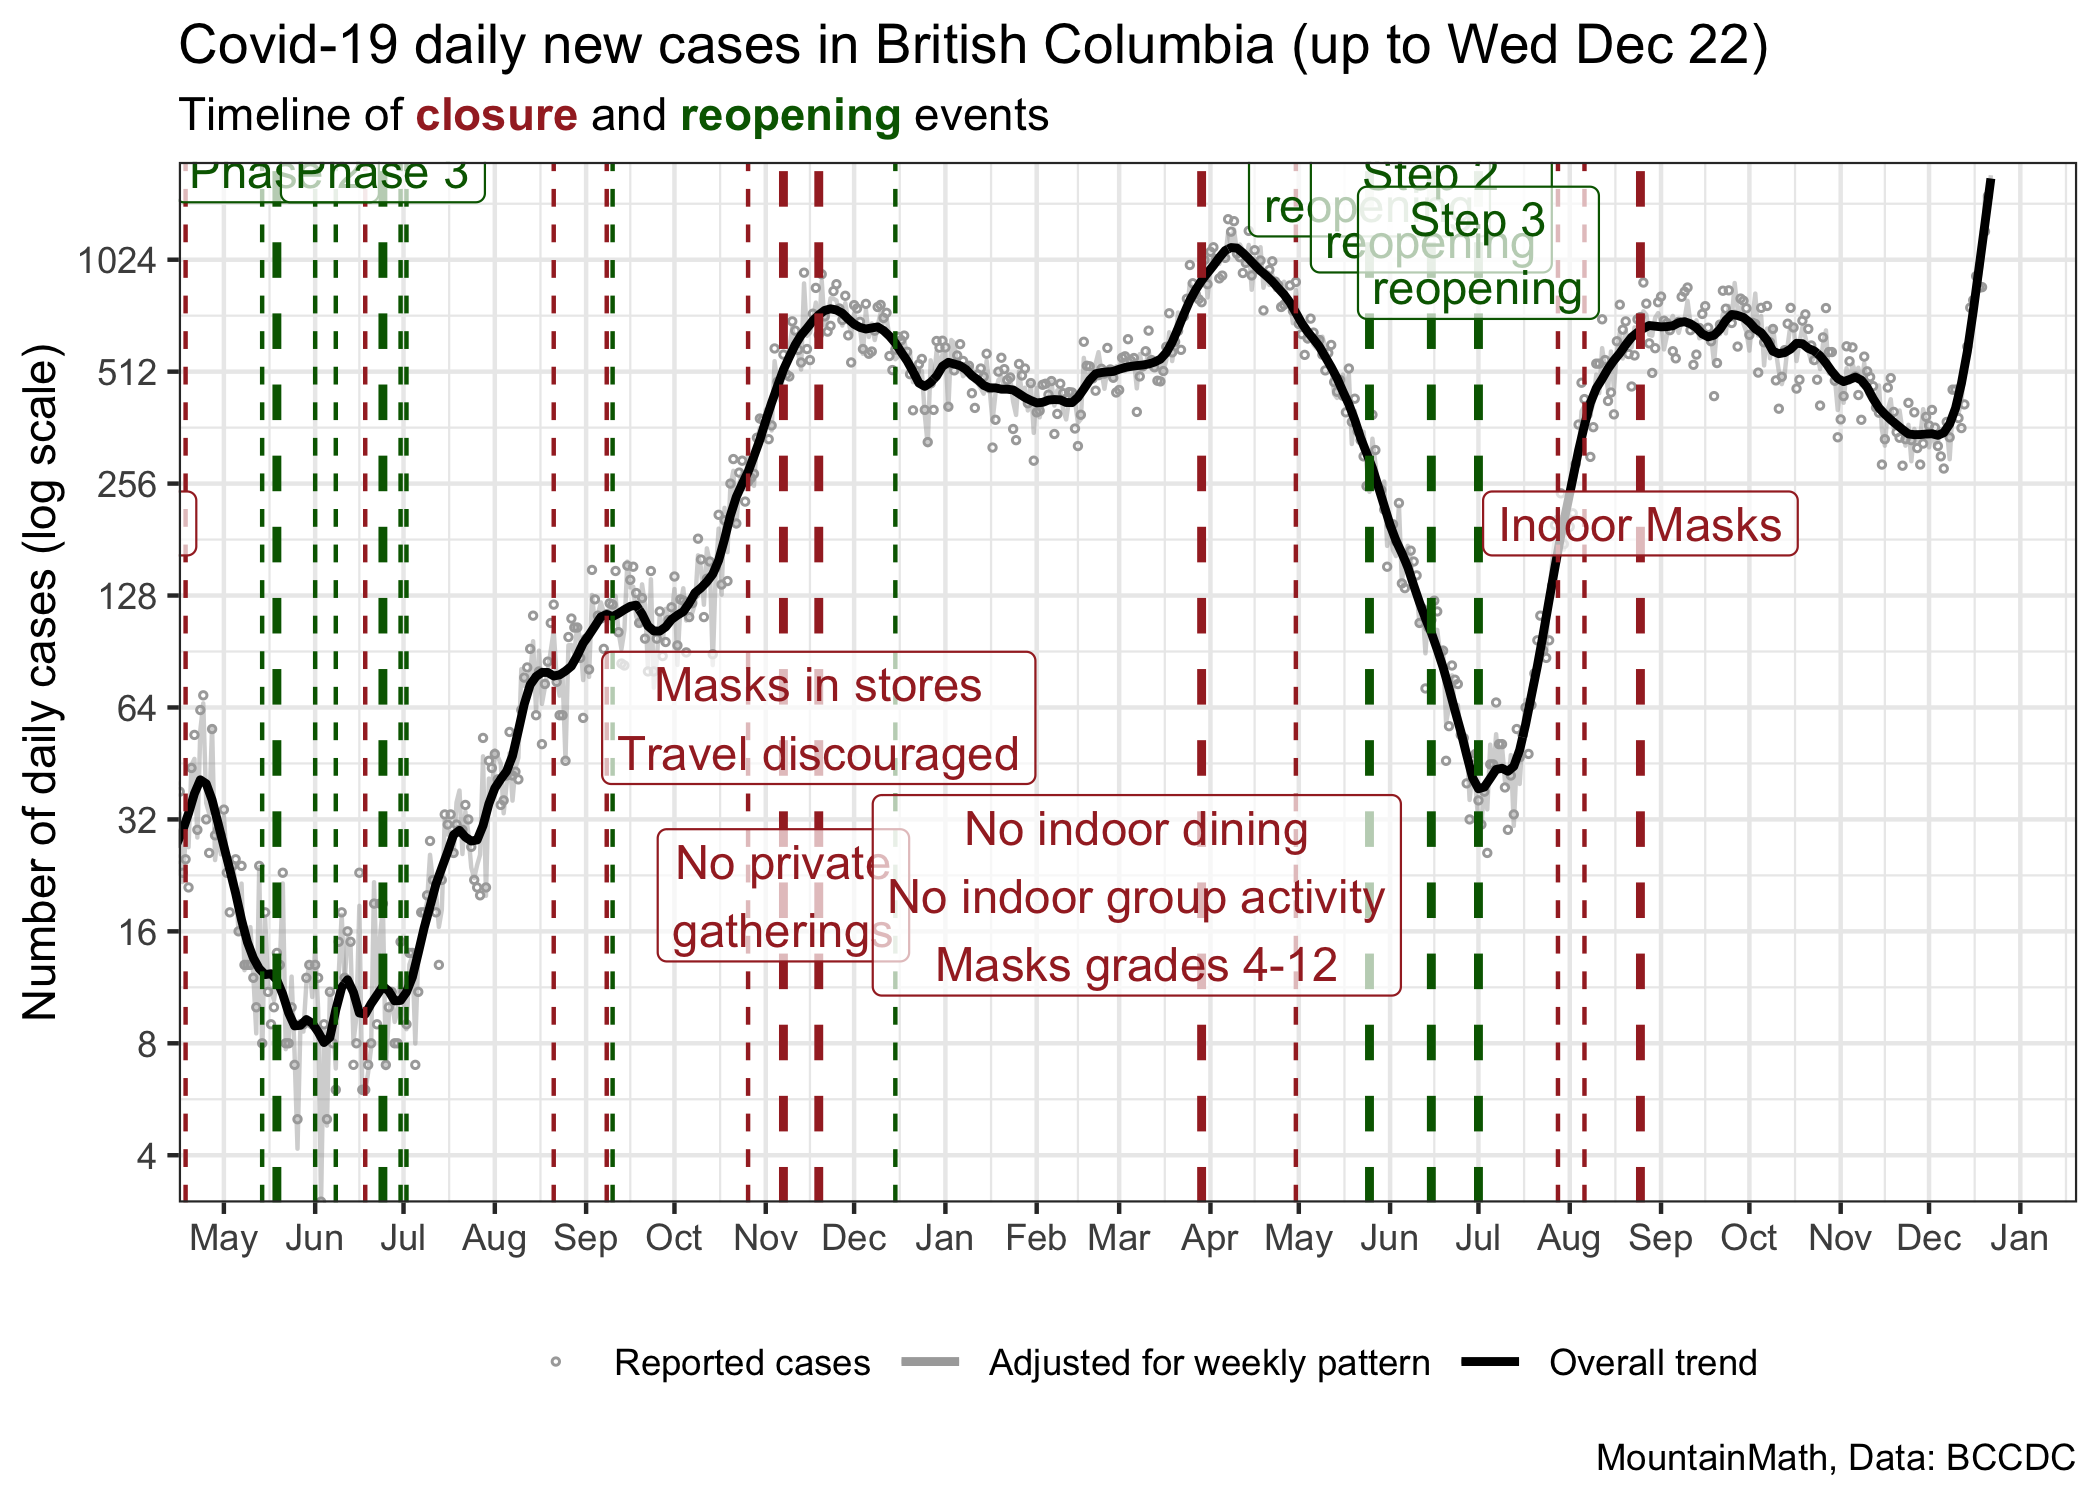 Covid-19 daily new cases in British Columbia (up to Wed Dec 22)
Timeline of closure and reopening events
Phase 3
Step 2
reopening
reopening
Step 3
reopening
Indoor Masks
Masks in stores
Travel discouraged
No private
gatherings
No indoor dining
No indoor group activity
Masks grades 4-12
Number of daily cases (log scale)
1024
512
256
128
64
32
16
8
4
May Jun Jul Aug Sep Oct Nov Dec Jan Feb Mar Apr May Jun Jul Aug Sep Oct Nov Dec Jan
Reported cases Adjusted for weekly pattern Overall trend
MountainMath, Data: BCCDC